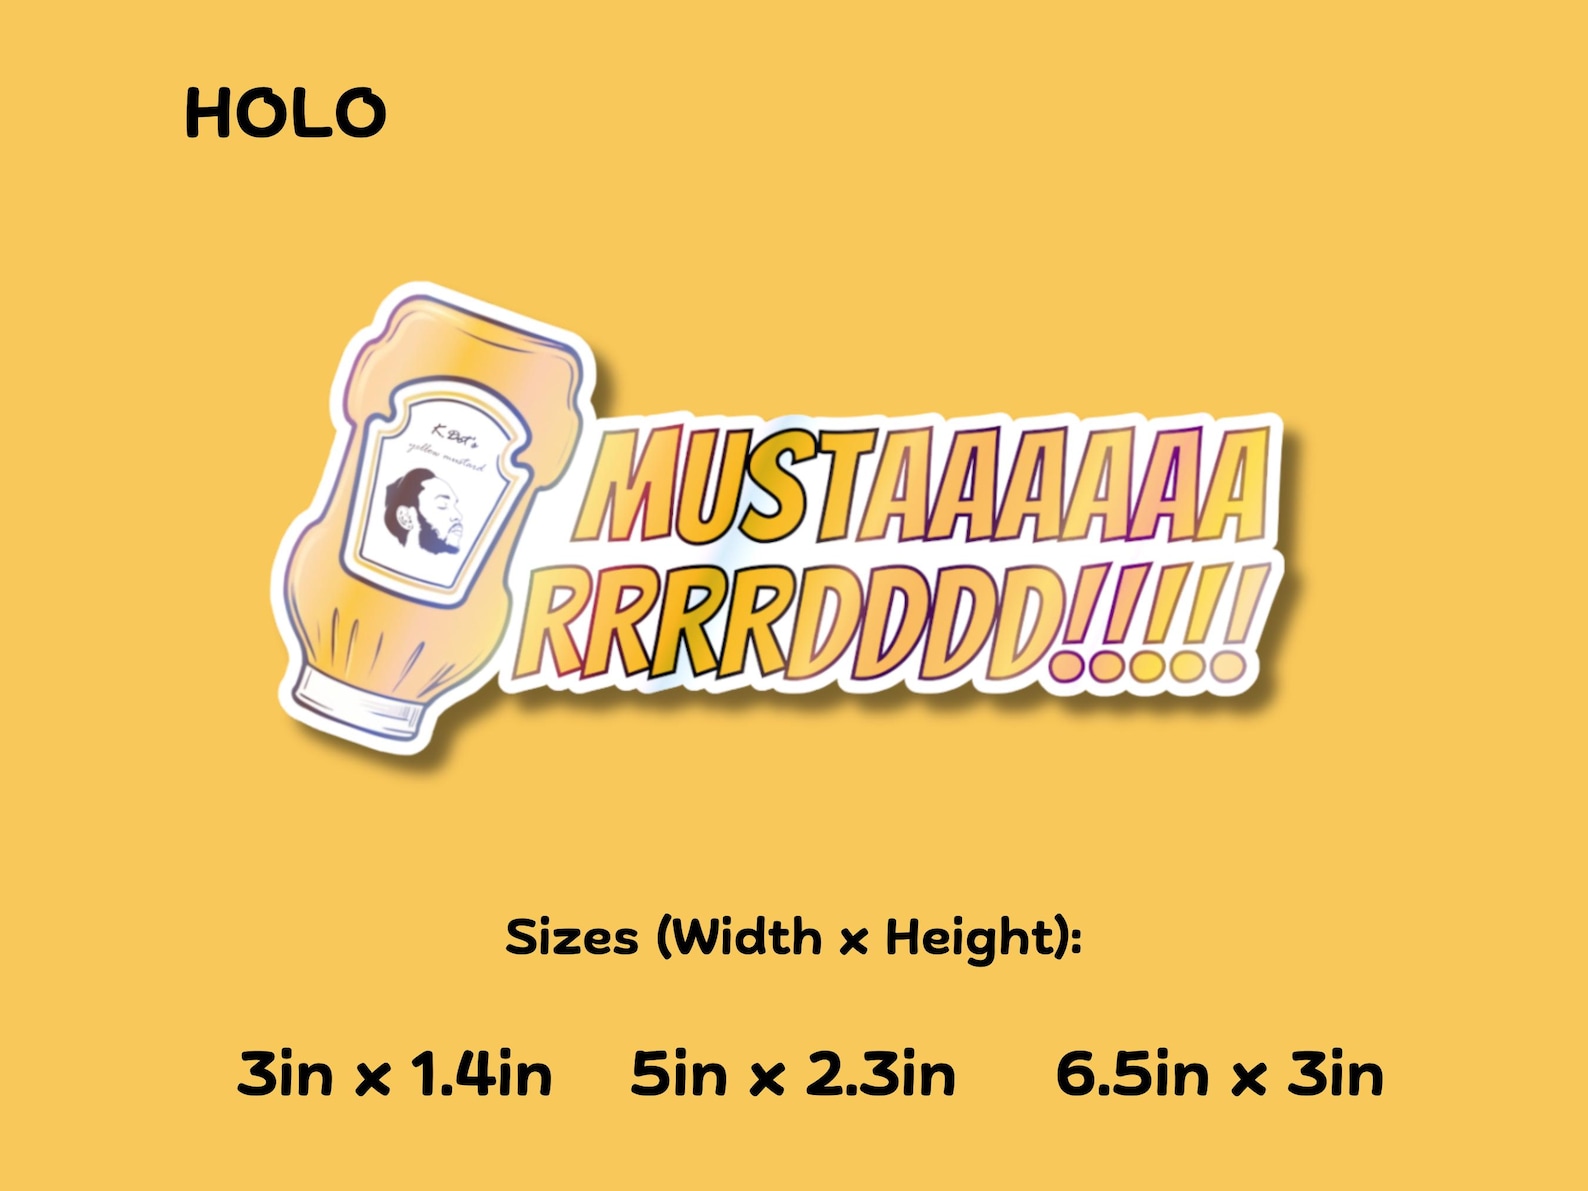 HOLO
K. Dot's
yellow mustard
MUSTAAAAAA
RRRRDDDD!!!!!
Sizes (Width x Height):
3in x 1.4in 5in x 2.3in 6.5in x 3in